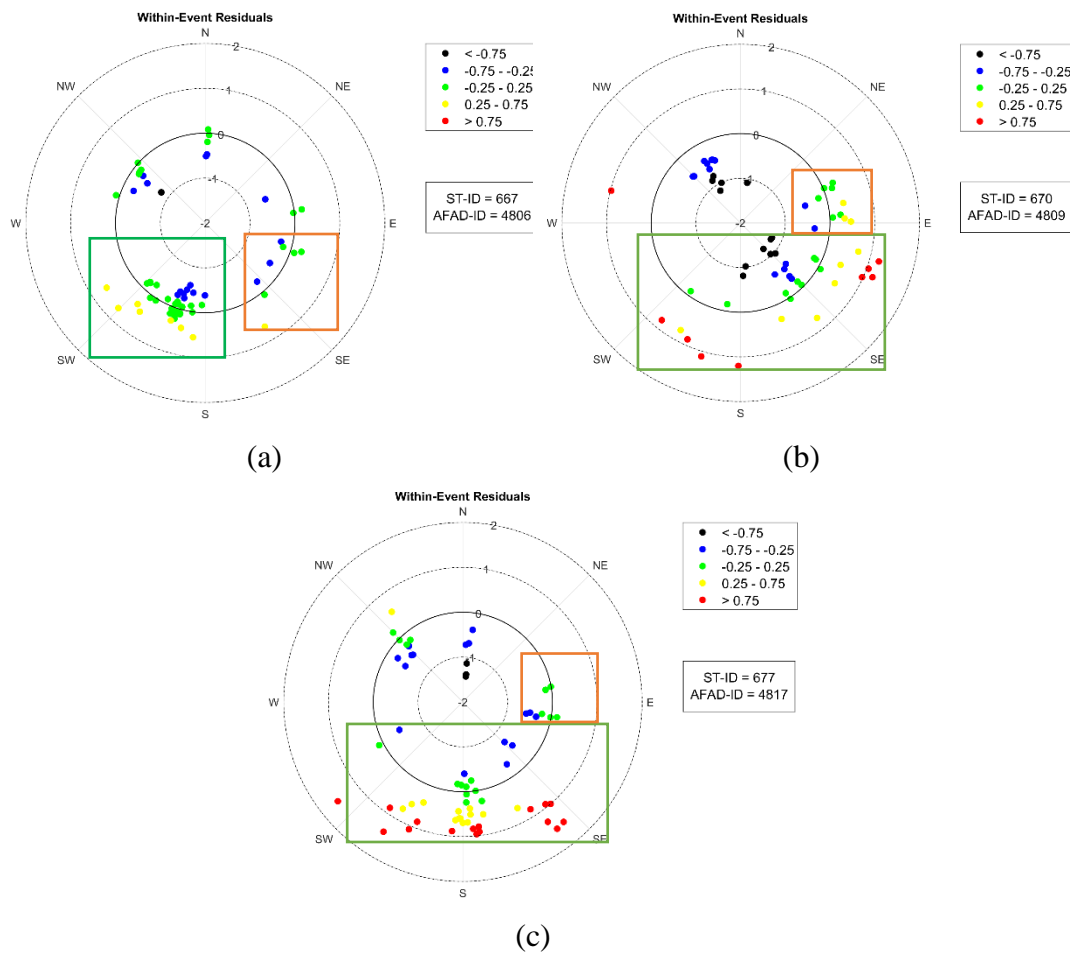 Within-Event Residuals
N
NE
E
SE
S
SW
W
NW
2
1
0
-1
-2
< -0.75
-0.75 - -0.25
-0.25 - 0.25
0.25 - 0.75
> 0.75
ST-ID = 667
AFAD-ID = 4806
(a)
Within-Event Residuals
N
NE
E
SE
S
SW
W
NW
2
1
0
-1
-2
< -0.75
-0.75 - -0.25
-0.25 - 0.25
0.25 - 0.75
> 0.75
ST-ID = 670
AFAD-ID = 4809
(b)
Within-Event Residuals
N
NE
E
SE
S
SW
W
NW
2
1
0
-1
-2
< -0.75
-0.75 - -0.25
-0.25 - 0.25
0.25 - 0.75
> 0.75
ST-ID = 677
AFAD-ID = 4817
(c)